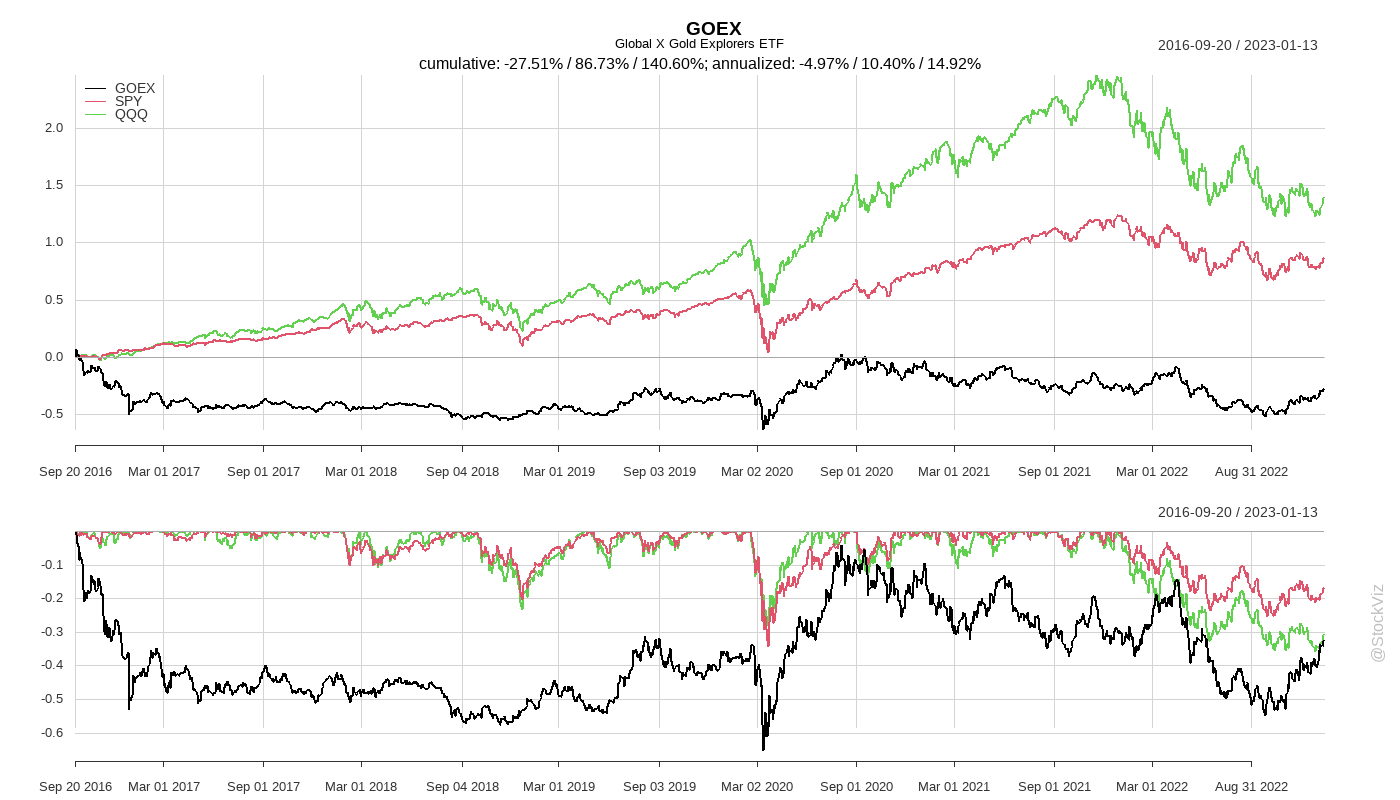 GOEX
Global X Gold Explorers ETF
2016-09-20 / 2023-01-13
cumulative: -27.51% / 86.73% / 140.60%; annualized: -4.97% / 10.40% / 14.92%
GOEX
SPY
QQQ
2.0
1.5
1.0
0.5
0.0
-0.5
Sep 20 2016 Mar 01 2017 Sep 01 2017 Mar 01 2018 Sep 04 2018 Mar 01 2019 Sep 03 2019 Mar 02 2020 Sep 01 2020 Mar 01 2021 Sep 01 2021 Mar 01 2022 Aug 31 2022
2016-09-20 / 2023-01-13
-0.1
-0.2
-0.3
-0.4
-0.5
-0.6
Sep 20 2016 Mar 01 2017 Sep 01 2017 Mar 01 2018 Sep 04 2018 Mar 01 2019 Sep 03 2019 Mar 02 2020 Sep 01 2020 Mar 01 2021 Sep 01 2021 Mar 01 2022 Aug 31 2022
@StockViz